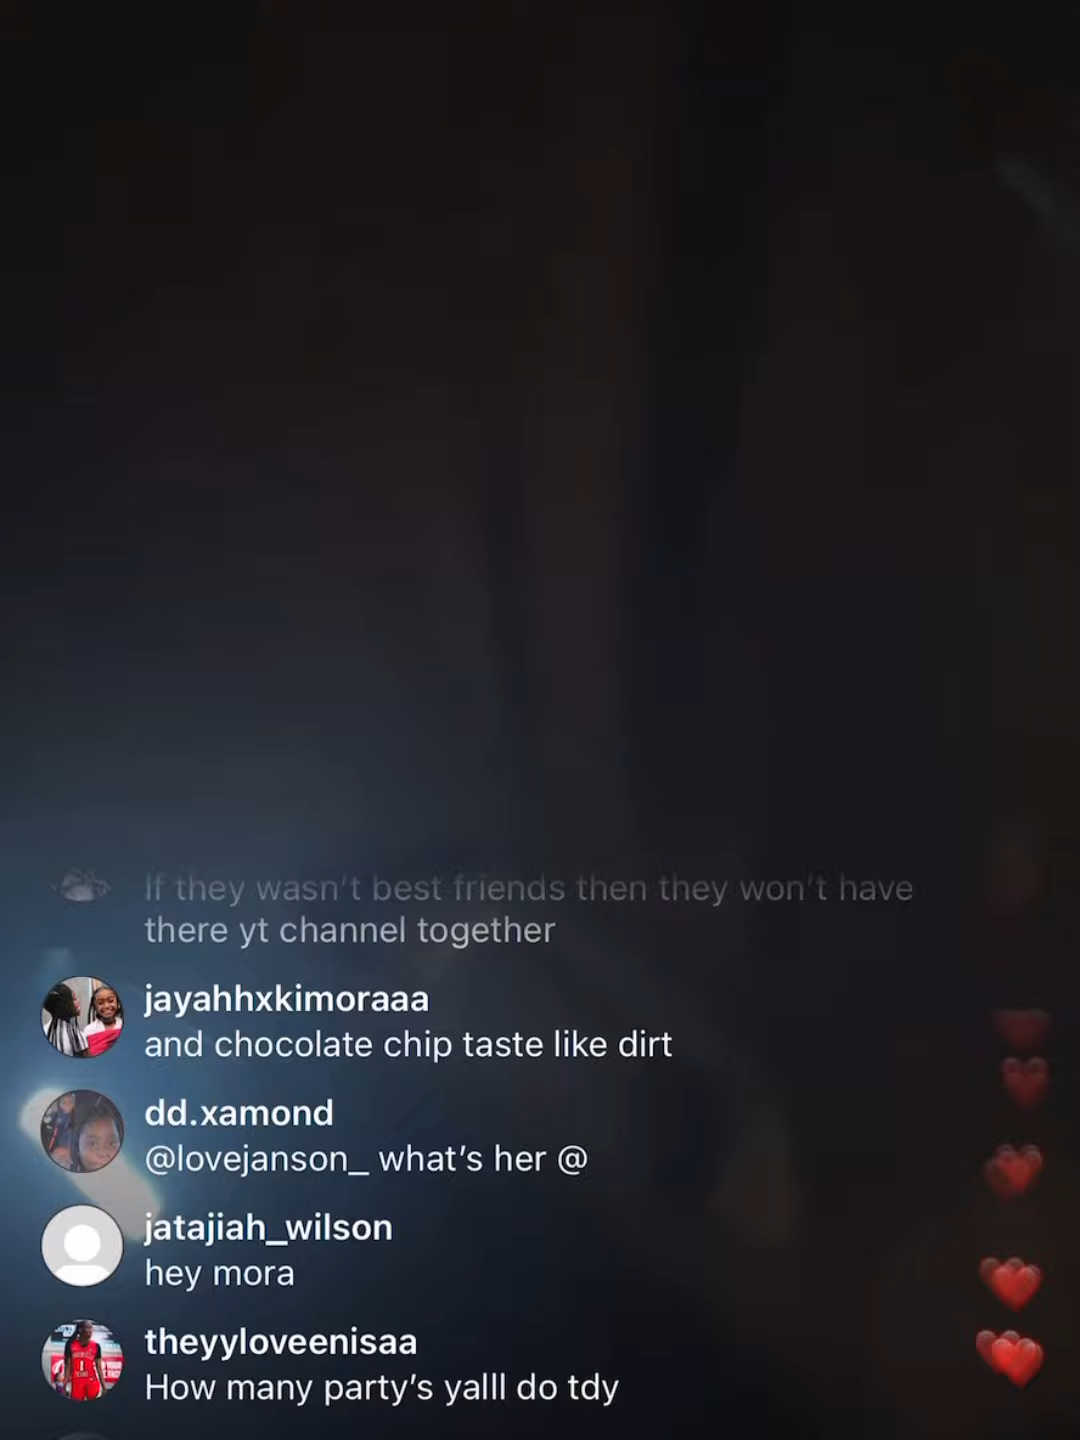 If they wasn't best friends then they won't have
there yt channel together
jayahhxkimoraaa
and chocolate chip taste like dirt
dd.xamond
@lovejanson_ what's her @
jatajiah_wilson
hey mora
theyyloveenisaa
How many party's yalll do tdy